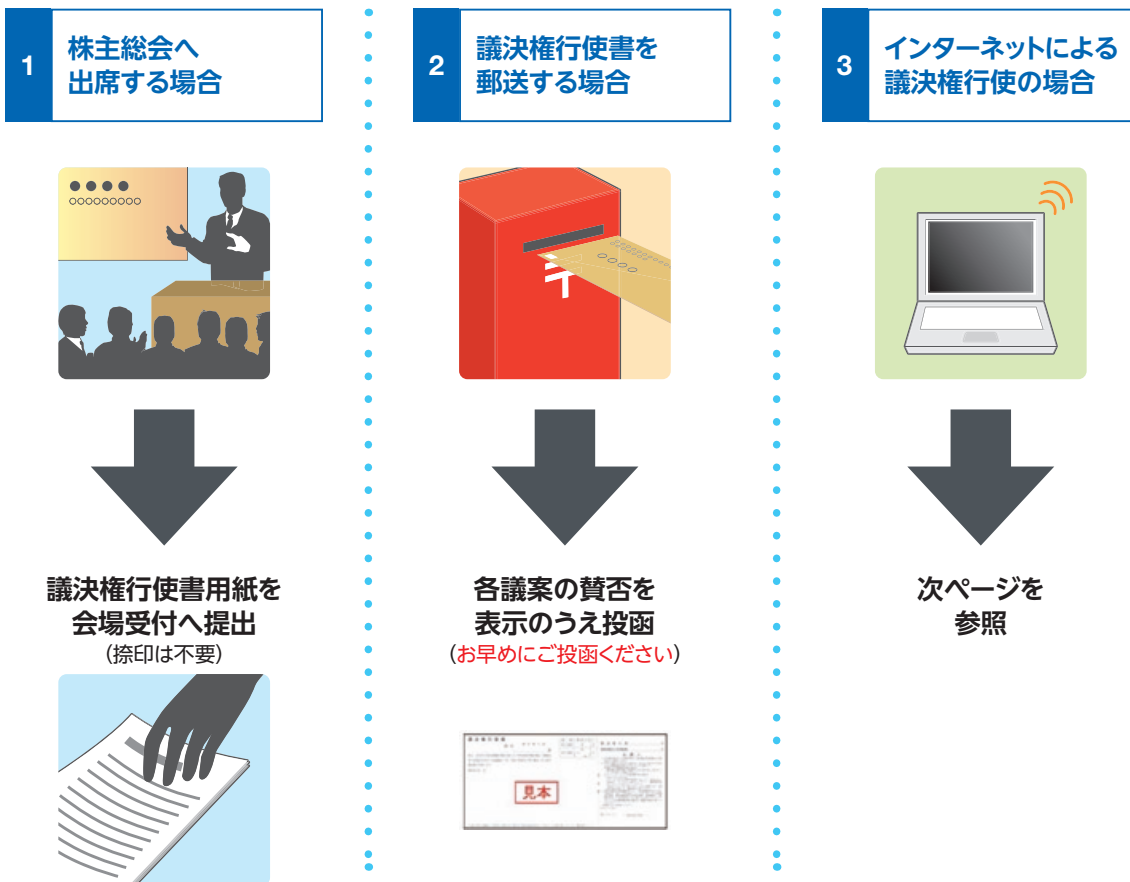 1
株主総会へ
出席する場合
議決権行使書用紙を
会場受付へ提出
(捺印は不要)
2
議決権行使書を
郵送する場合
〒
各議案の賛否を
表示のうえ投函
(お早めにご投函ください)
見本
3
インターネットによる
議決権行使の場合
次ページを
参照